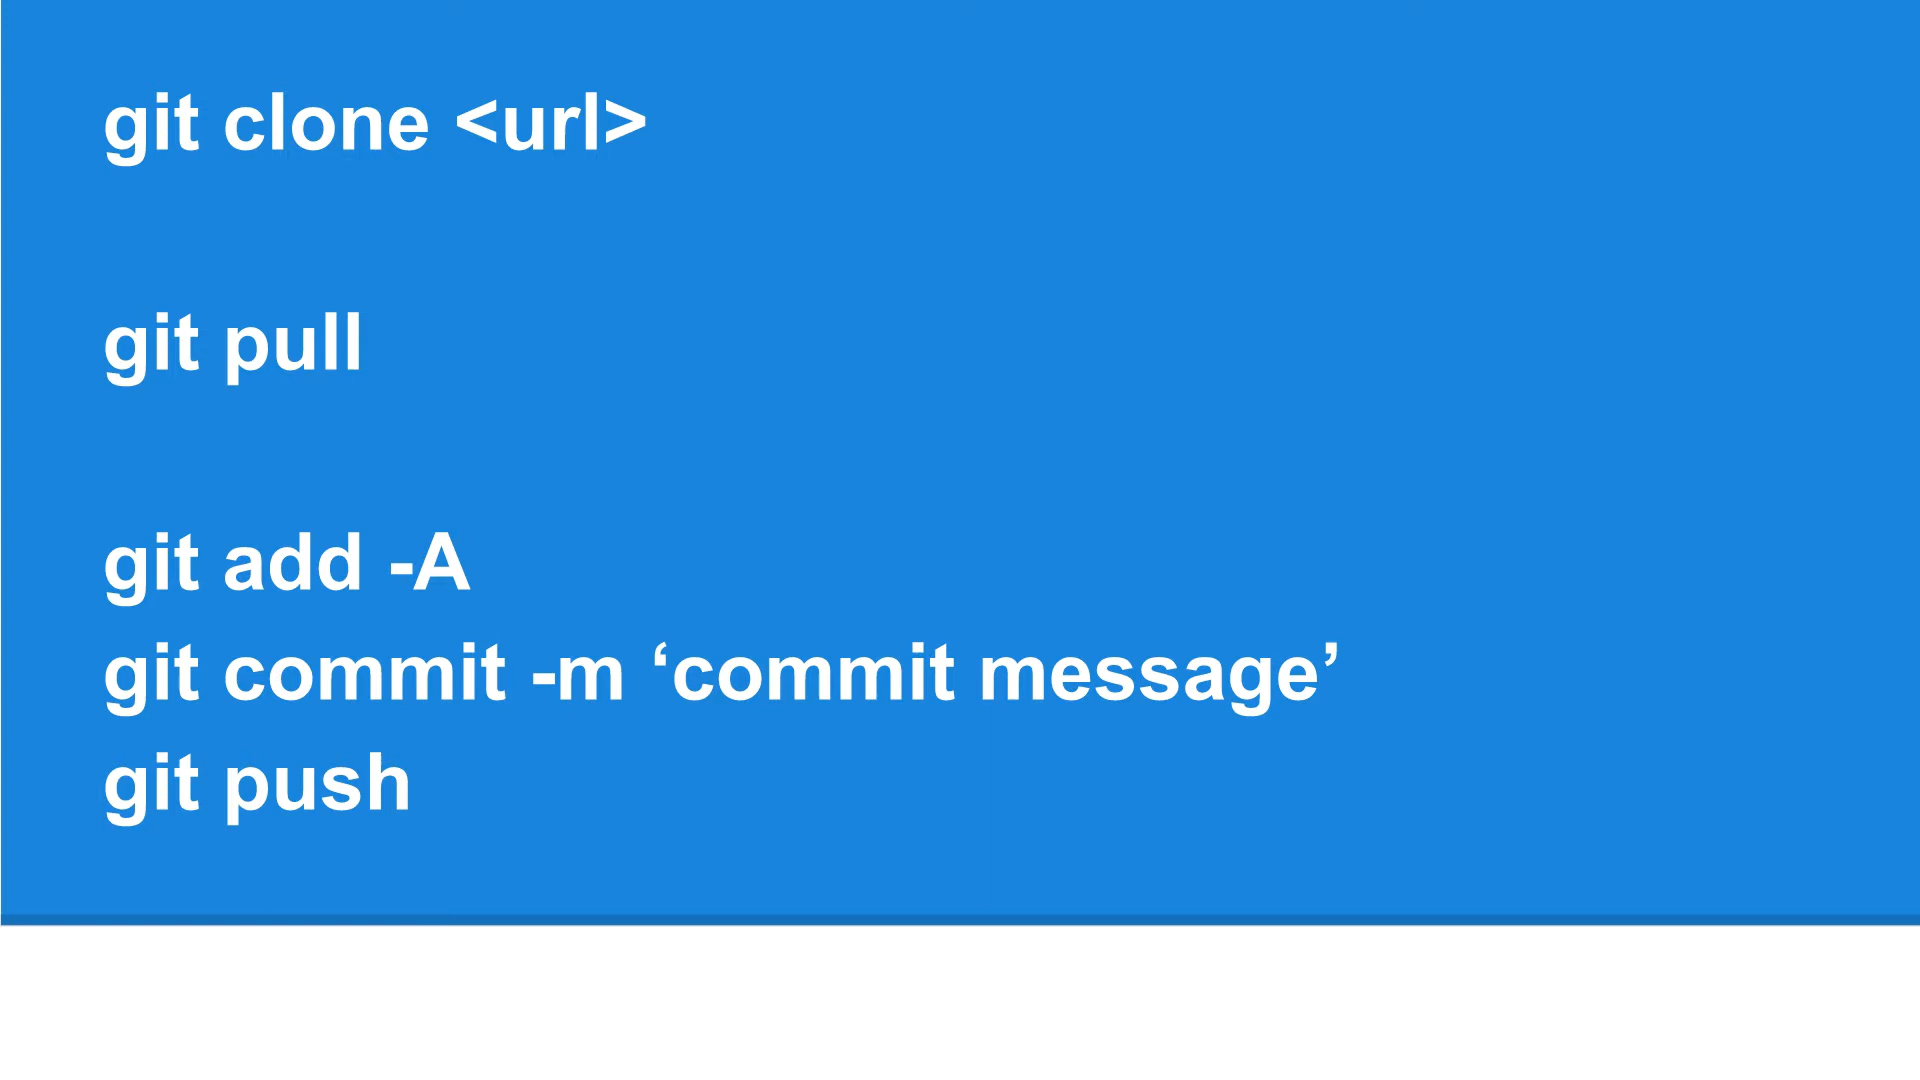 git clone <url>
git pull
git add -A
git commit -m ‘commit message’
git push